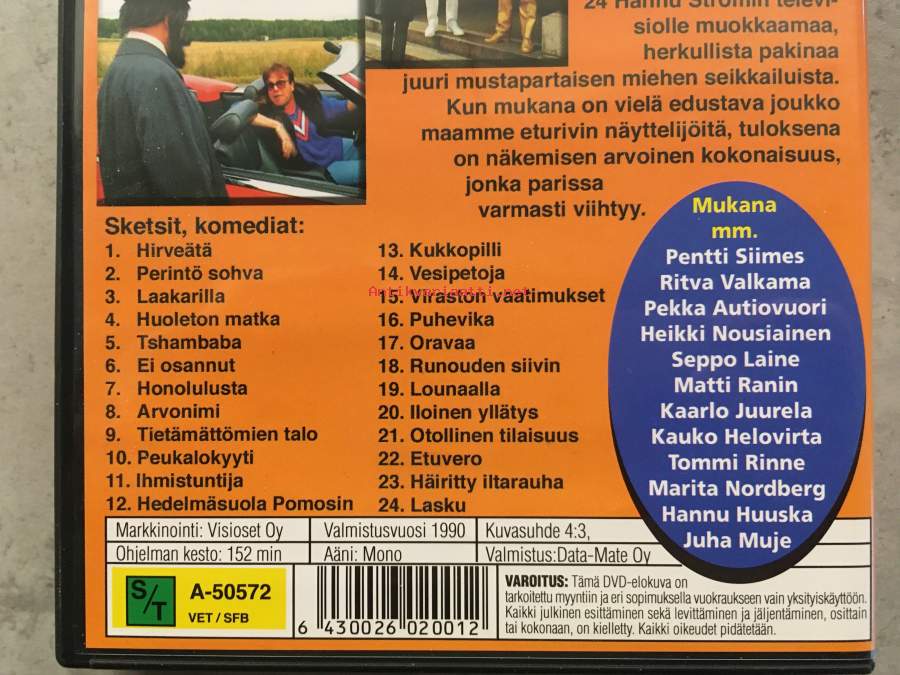 24 Hannu Strömin televi-
siolle muokkaamaa,
herkullista pakinaa
juuri mustapartaisen miehen seikkailuista.
Kun mukana on vielä edustava joukko
maamme eturivin näyttelijöitä, tuloksena
on näkemisen arvoinen kokonaisuus,
jonka parissa
varmasti viihtyy.
Sketsit, komediat:
1. Hirveätä
2. Perintö sohva
3. Laakarilla
4. Huoleton matka
5. Tshambaba
6. Ei osannut
7. Honolulusta
8. Arvonimi
9. Tietämättömien talo
10. Peukalokyyti
11. Ihmistuntija
12. Hedelmäsuola Pomosin
13. Kukkopilli
14. Vesipetoja
Antikvariaatti.net
15. Viraston vaatimukset
16. Puhevika
17. Oravaa
18. Runouden siivin
19. Lounaalla
20. Iloinen yllätys
21. Otollinen tilaisuus
22. Etuvero
23. Häiritty iltarauha
24. Lasku
Mukana
mm.
Pentti Siimes
Ritva Valkama
Pekka Autiovuori
Heikki Nousiainen
Seppo Laine
Matti Ranin
Kaarlo Juurela
Kauko Helovirta
Tommi Rinne
Marita Nordberg
Hannu Huuska
Juha Muje
Markkinointi: Visioset Oy
Valmistusvuosi 1990
Kuvasuhde 4:3,
Ohjelman kesto: 152 min
Ääni: Mono
Valmistus:Data-Mate Oy
S/T
A-50572
VET / SFB
6 430026 020012
VAROITUS: Tämä DVD-elokuva on
tarkoitettu myyntiin ja eri sopimuksella vuokraukseen vain yksityiskäyttöön.
Kaikki julkinen esittäminen sekä levittäminen ja jäljentäminen, osittain
tai kokonaan, on kielletty. Kaikki oikeudet pidätetään.